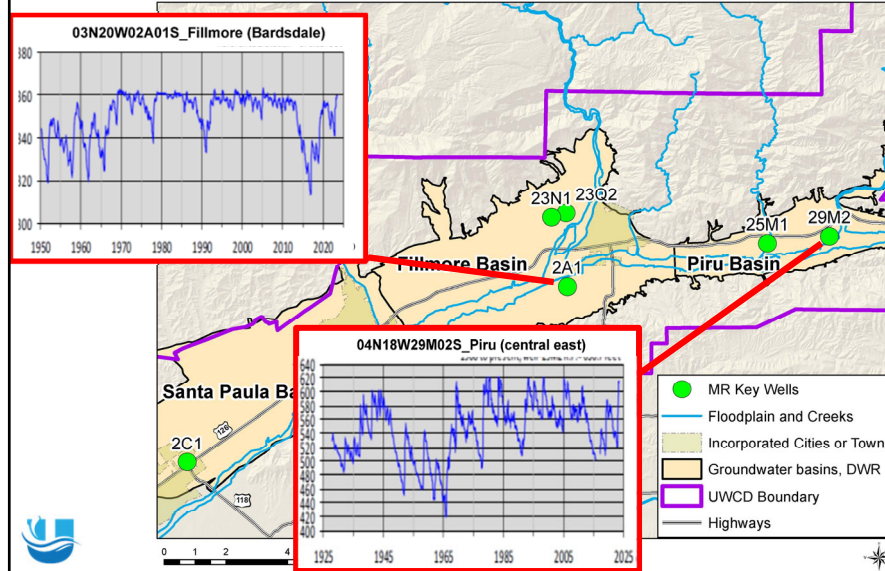 03N20W02A01S_Fillmore (Bardsdale)
380
360
340
320
300
1950 1960 1970 1980 1990 2000 2010 2020
23N1 23Q2
25M1 29M2
Fillmore Basin
2A1
Piru Basin
04N18W29M02S_Piru (central east)
640
620
600
580
560
540
520
500
480
460
440
420
400
1925 1945 1965 1985 2005 2025
Santa Paula Ba
126
2C1
118
0 1 2 4
MR Key Wells
Floodplain and Creeks
Incorporated Cities or Town
Groundwater basins, DWR
UWCD Boundary
Highways